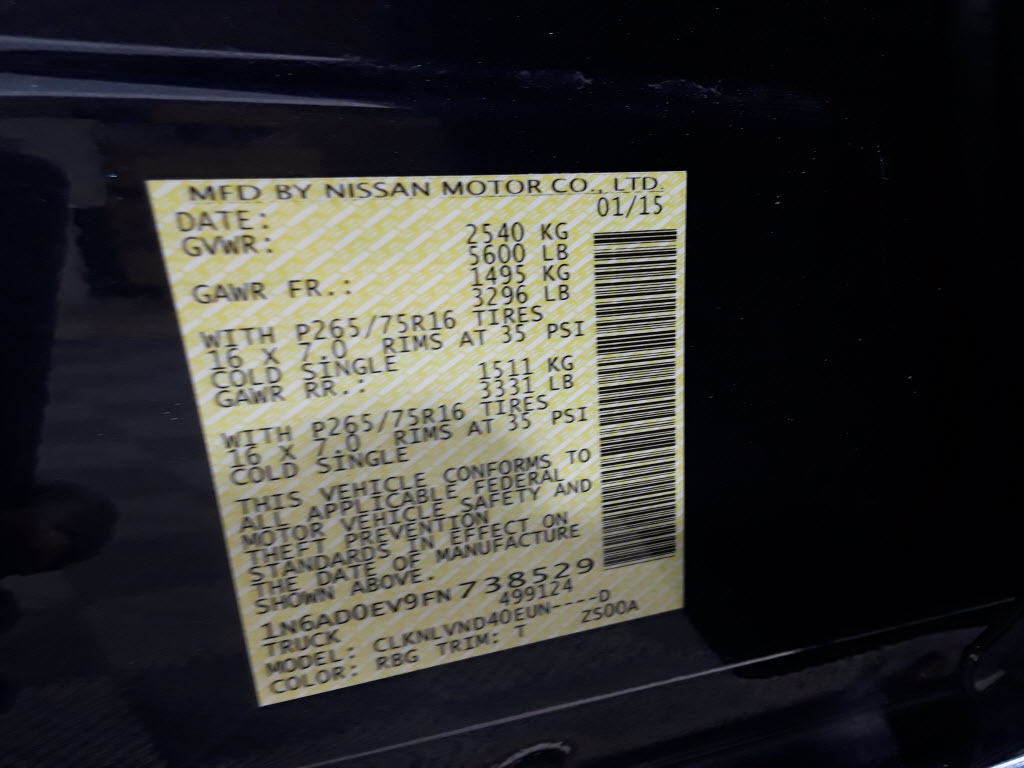 MFD BY NISSAN MOTOR CO., LTD.
DATE: 01/15
GVWR: 2540 KG
5600 LB
GAWR FR.: 1495 KG
3296 LB
WITH P265/75R16 TIRES
16 X 7.0 RIMS AT 35 PSI
COLD SINGLE
GAWR RR.: 1511 KG
3331 LB
WITH P265/75R16 TIRES
16 X 7.0 RIMS AT 35 PSI
COLD SINGLE
THIS VEHICLE CONFORMS TO
ALL APPLICABLE FEDERAL
MOTOR VEHICLE SAFETY AND
THEFT PREVENTION
STANDARDS IN EFFECT ON
THE DATE OF MANUFACTURE
SHOWN ABOVE.
1N6AD0EV9FN738529
TRUCK 499124
MODEL: CLKNLVND40EUN----D
COLOR: RBG TRIM: T ZS00A